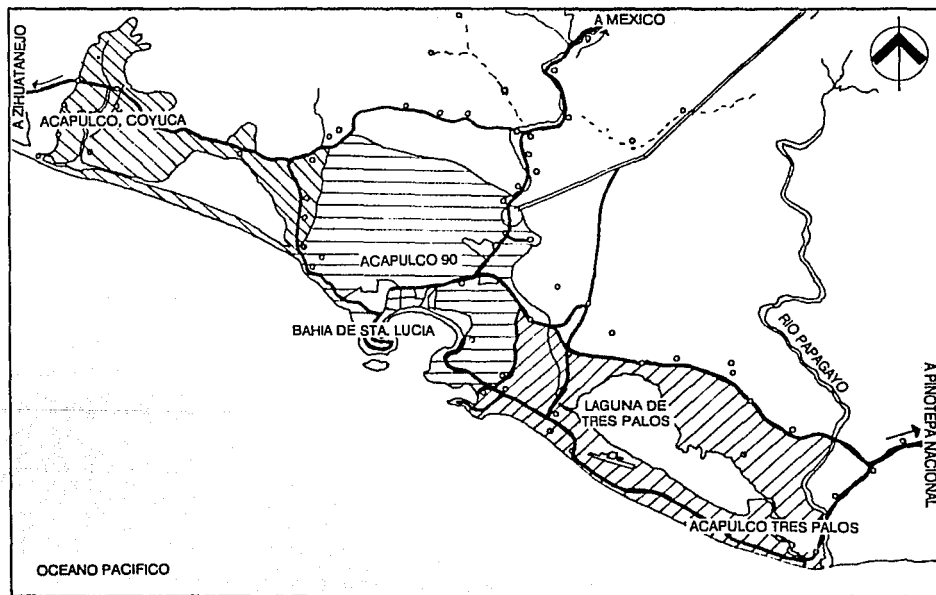 A MEXICO
A ZIHUATANEJO
ACAPULCO, COYUCA
ACAPULCO 90
BAHIA DE STA. LUCIA
RIO PAPAGAYO
LAGUNA DE
TRES PALOS
A PINOTEPA NACIONAL
ACAPULCO TRES PALOS
OCEANO PACIFICO